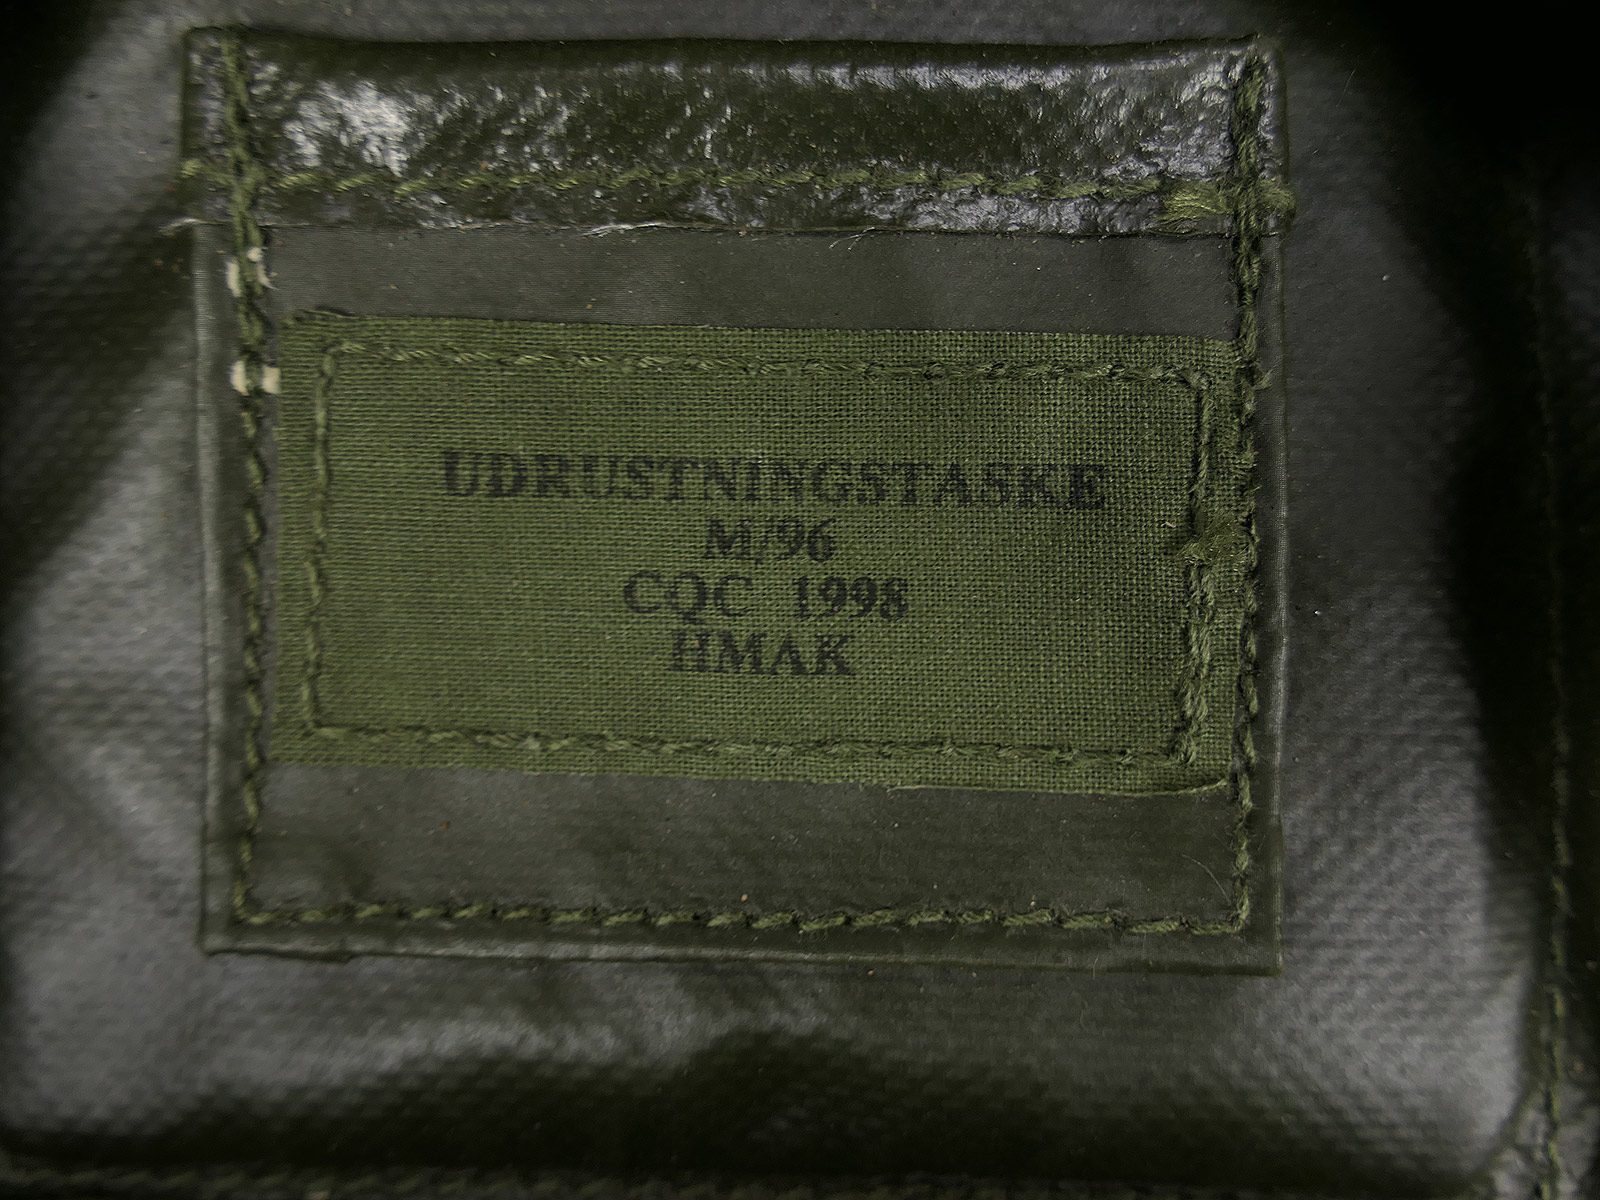 UDRUSTNINGSTASKE
M/96
CQC 1998
HMAK